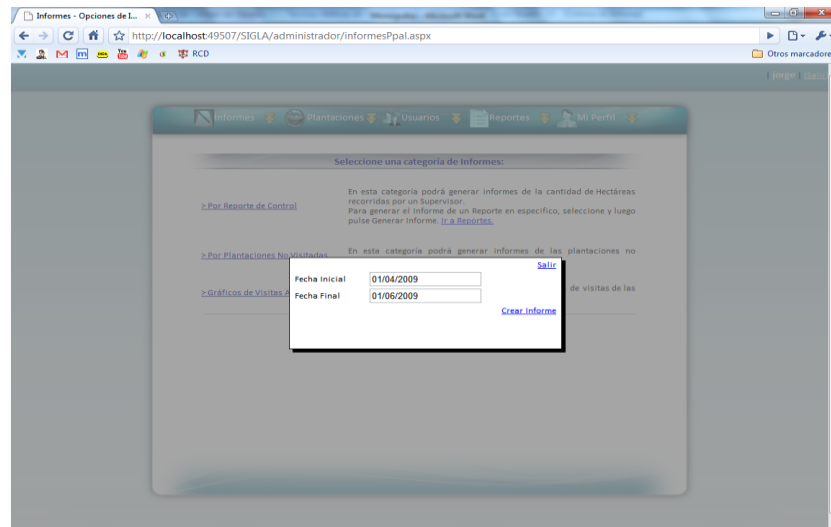 Informes - Opciones de I...
http://localhost:49507/SIGLA/administrador/informesPpal.aspx
RCD
Otros marcadore
| jorge | Salir
Informes Plantaciones Usuarios Reportes Mi Perfil
Seleccione una categoría de Informes:
> Por Reporte de Control
En esta categoría podrá generar informes de la cantidad de Hectáreas
recorridas por un Supervisor.
Para generar el Informe de un Reporte en especifico, seleccione y luego
pulse Generar Informe. Ir a Reportes.
> Por Plantaciones No Visitadas
En esta categoría podrá generar informes de las plantaciones no
Salir
Fecha Inicial 01/04/2009
> Gráficos de Visitas A
de visitas de las
Fecha Final 01/06/2009
Crear Informe